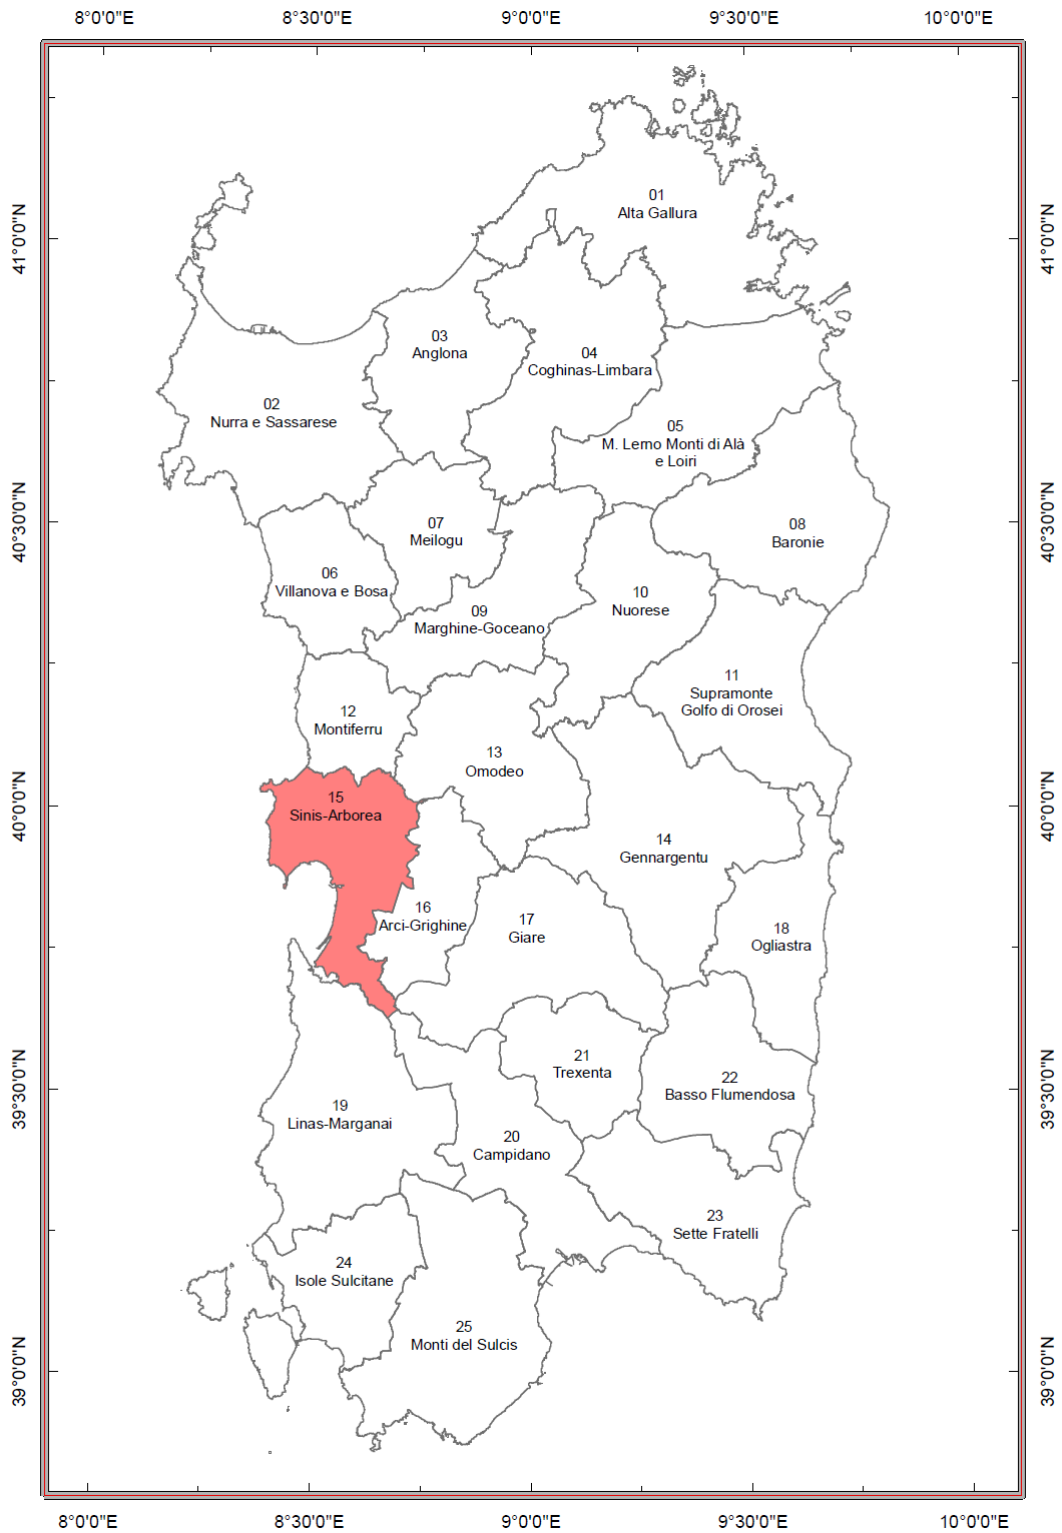 8°0'0"E 8°30'0"E 9°0'0"E 9°30'0"E 10°0'0"E
01
Alta Gallura
41°0'0"N 41°0'0"N
03
Anglona
04
Coghinas-Limbara
02
Nurra e Sassarese
05
M. Lerno Monti di Alà
e Loiri
40°30'0"N 40°30'0"N
07
Meilogu
08
Baronie
06
Villanova e Bosa
10
Nuorese
09
Marghine-Goceano
11
Supramonte
Golfo di Orosei
12
Montiferru
13
Omodeo
15
Sinis-Arborea
40°0'0"N 40°0'0"N
14
Gennargentu
16
Arci-Grighine
17
Giare
18
Ogliastra
21
Trexenta
22
Basso Flumendosa
39°30'0"N 39°30'0"N
19
Linas-Marganai
20
Campidano
23
Sette Fratelli
24
Isole Sulcitane
25
Monti del Sulcis
39°0'0"N 39°0'0"N
8°0'0"E 8°30'0"E 9°0'0"E 9°30'0"E 10°0'0"E